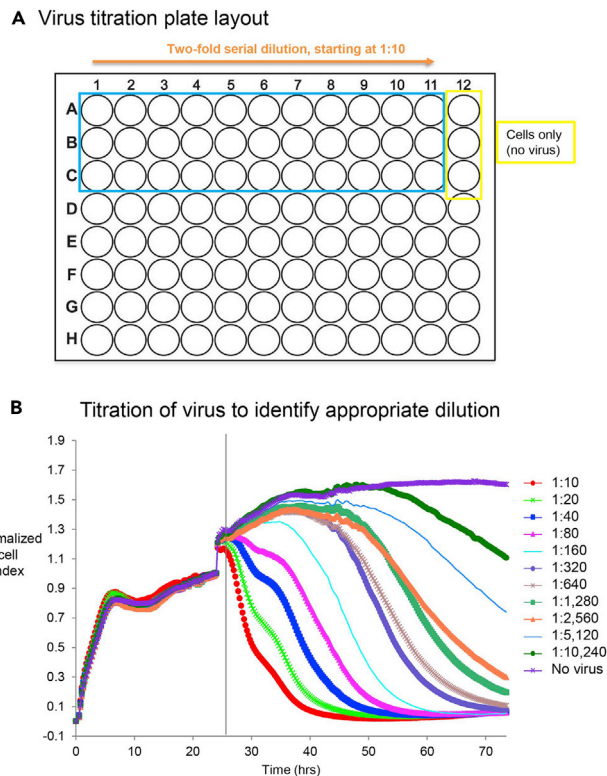 A Virus titration plate layout
Two-fold serial dilution, starting at 1:10
1 2 3 4 5 6 7 8 9 10 11 12
A
B
C
D
E
F
G
H
Cells only
(no virus)
B Titration of virus to identify appropriate dilution
malized
cell
ndex
1.9
1.7
1.5
1.3
1.1
0.9
0.7
0.5
0.3
0.1
-0.1
0 10 20 30 40 50 60 70
Time (hrs)
1:10
1:20
1:40
1:80
1:160
1:320
1:640
1:1,280
1:2,560
1:5,120
1:10,240
No virus